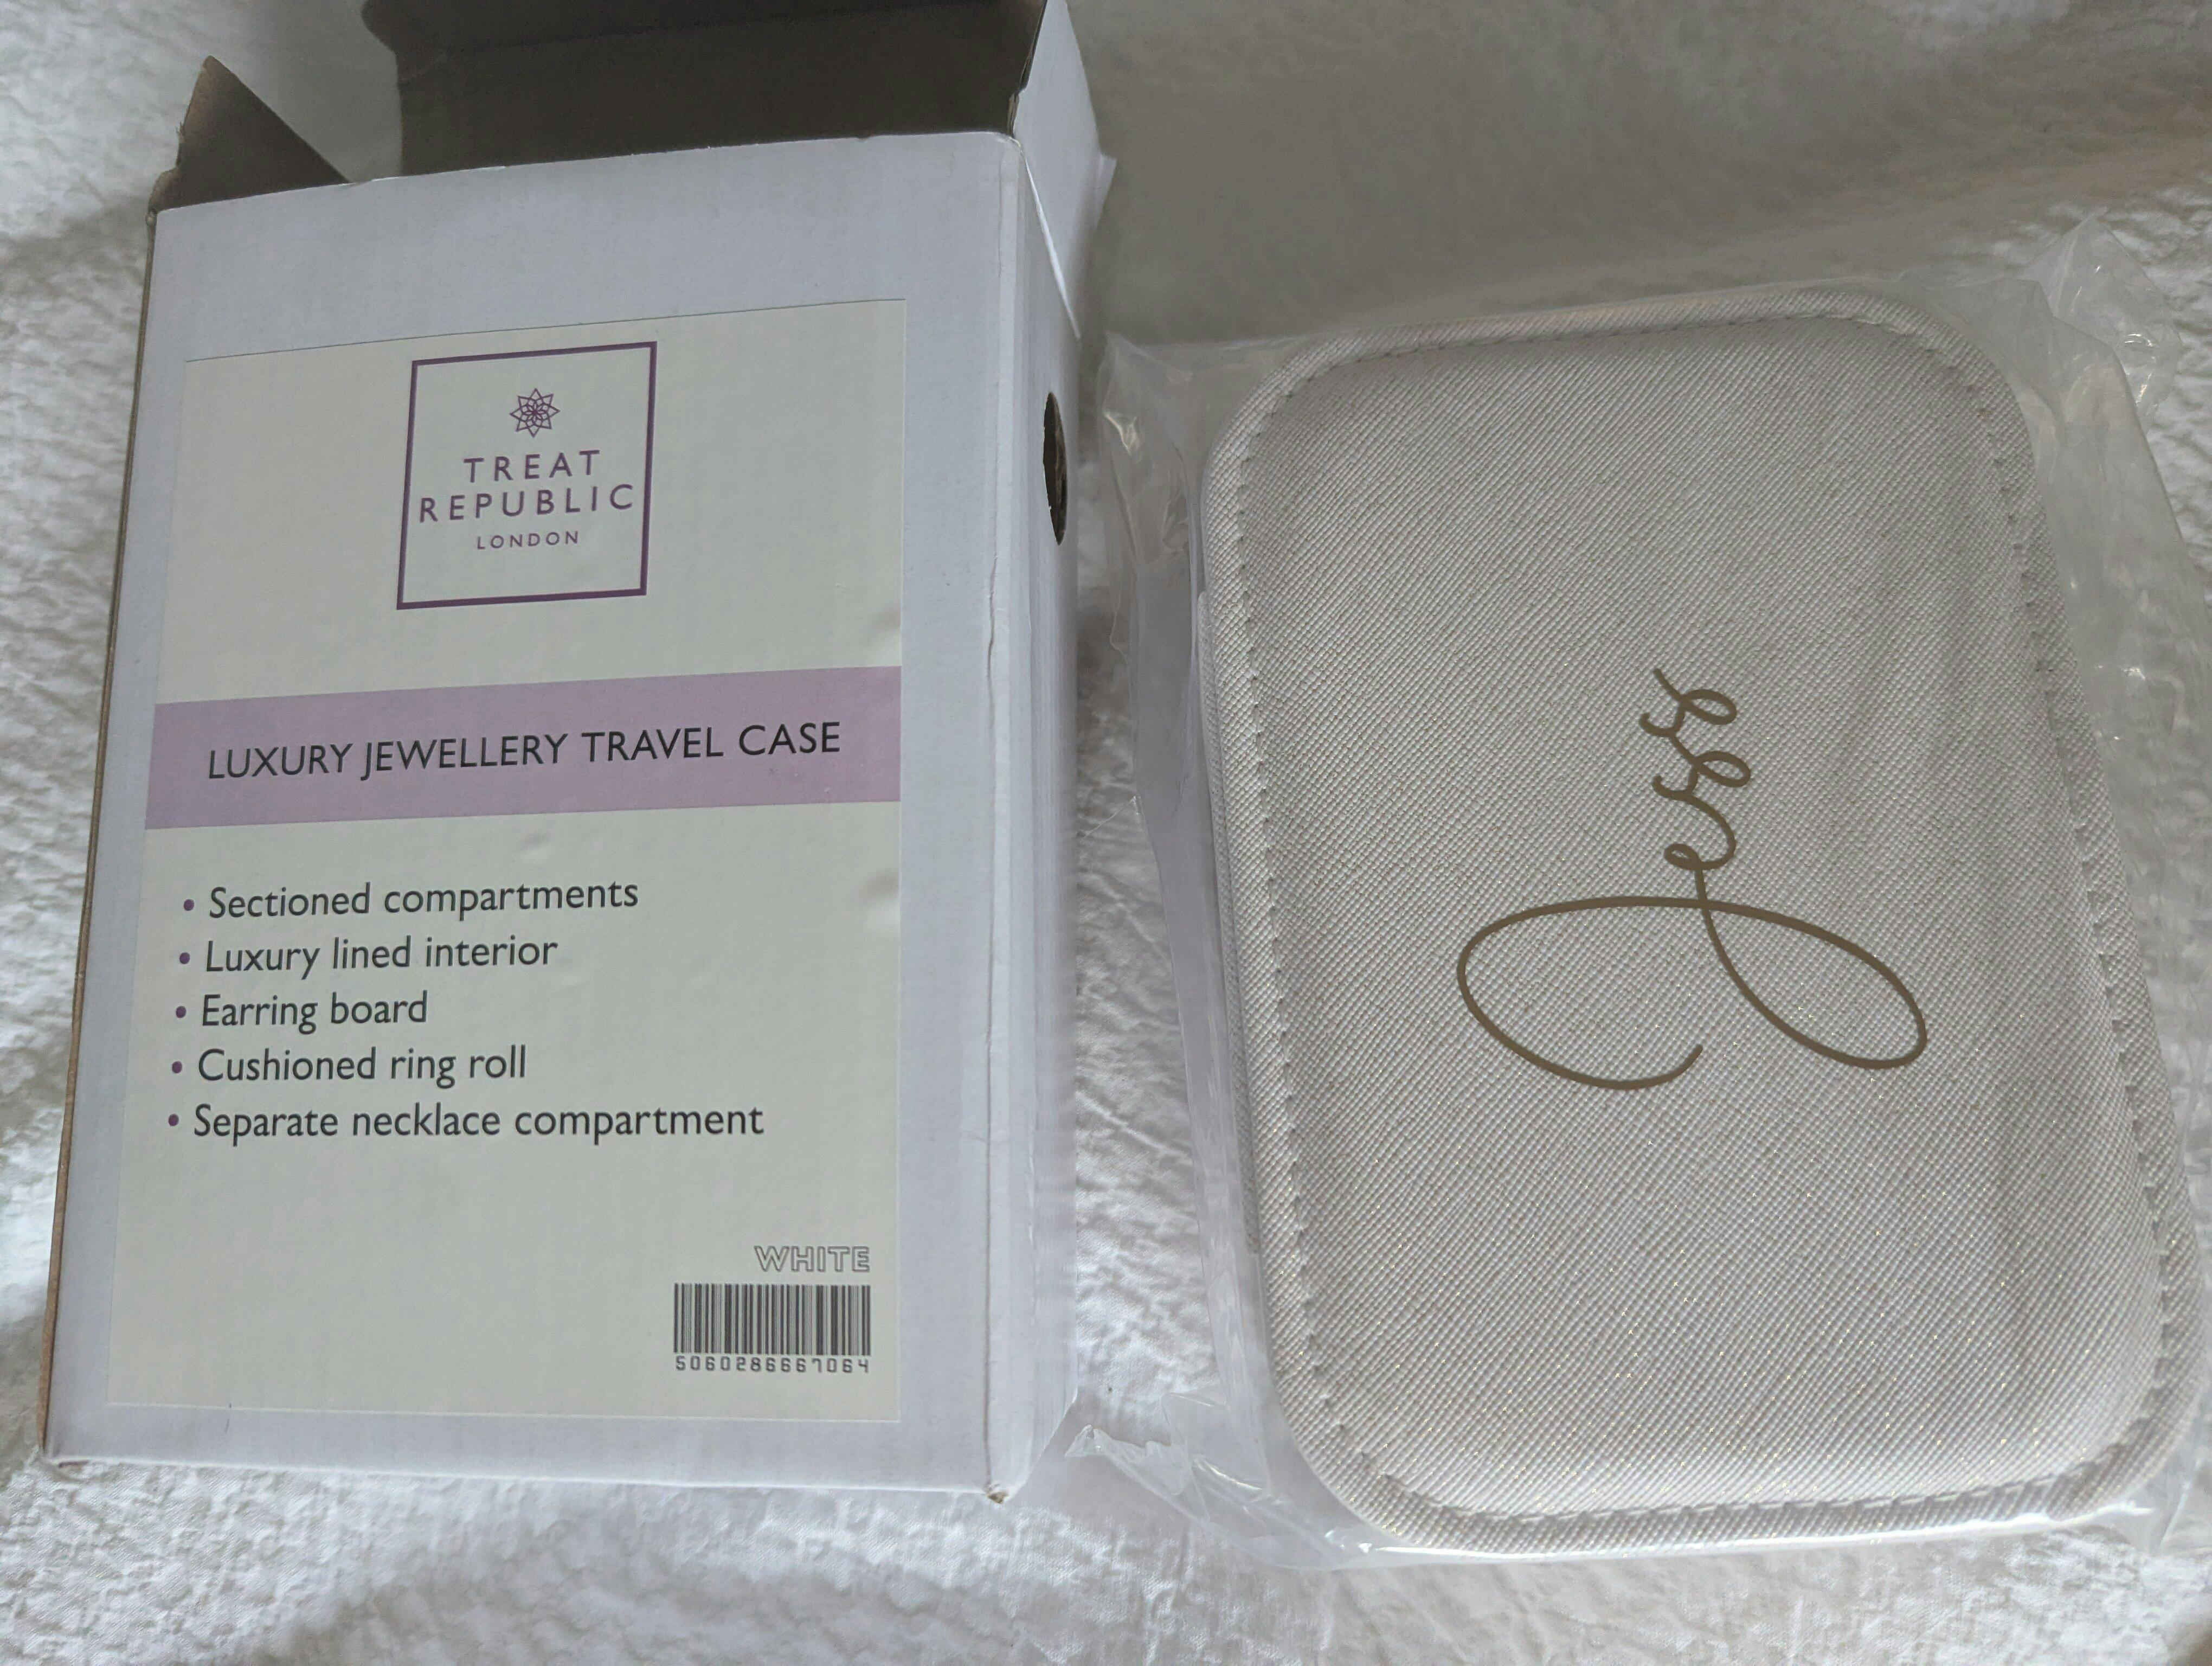 TREAT
REPUBLIC
LONDON
LUXURY JEWELLERY TRAVEL CASE
• Sectioned compartments
• Luxury lined interior
• Earring board
• Cushioned ring roll
• Separate necklace compartment
WHITE
5060286667064
Jess